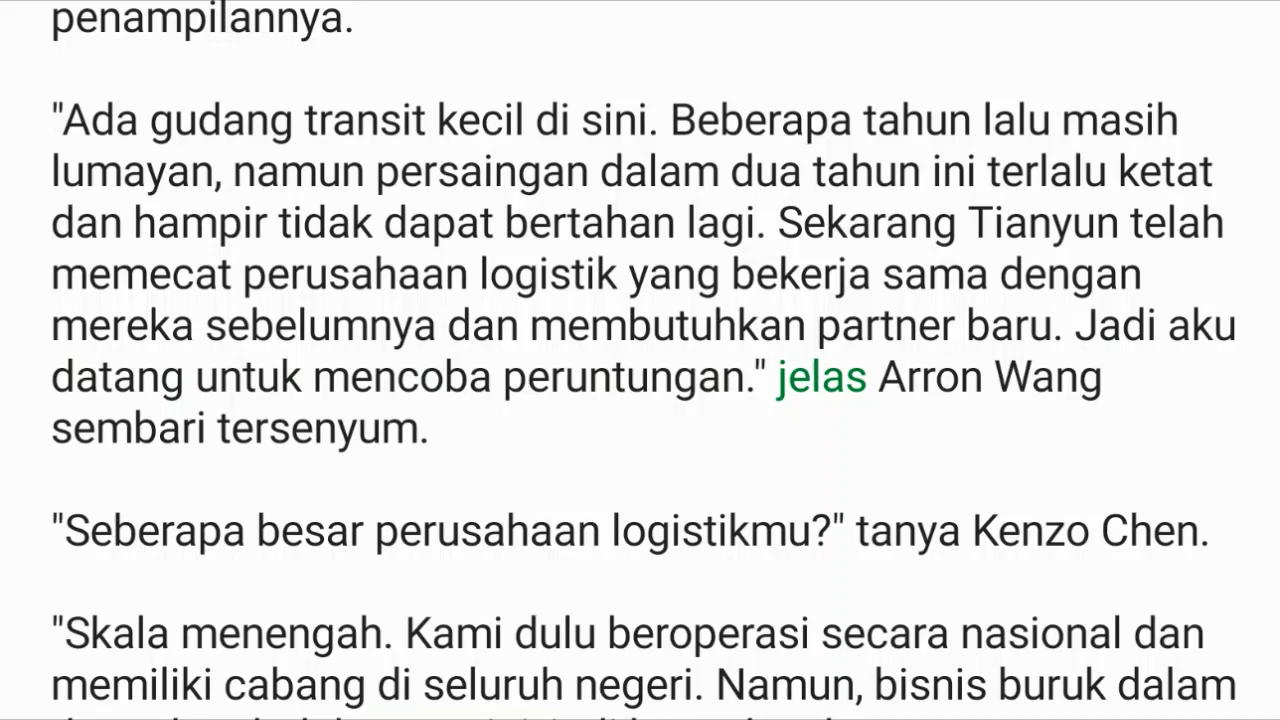 penampilannya.
"Ada gudang transit kecil di sini. Beberapa tahun lalu masih
lumayan, namun persaingan dalam dua tahun ini terlalu ketat
dan hampir tidak dapat bertahan lagi. Sekarang Tianyun telah
memecat perusahaan logistik yang bekerja sama dengan
mereka sebelumnya dan membutuhkan partner baru. Jadi aku
datang untuk mencoba peruntungan." jelas Arron Wang
sembari tersenyum.
"Seberapa besar perusahaan logistikmu?" tanya Kenzo Chen.
"Skala menengah. Kami dulu beroperasi secara nasional dan
memiliki cabang di seluruh negeri. Namun, bisnis buruk dalam